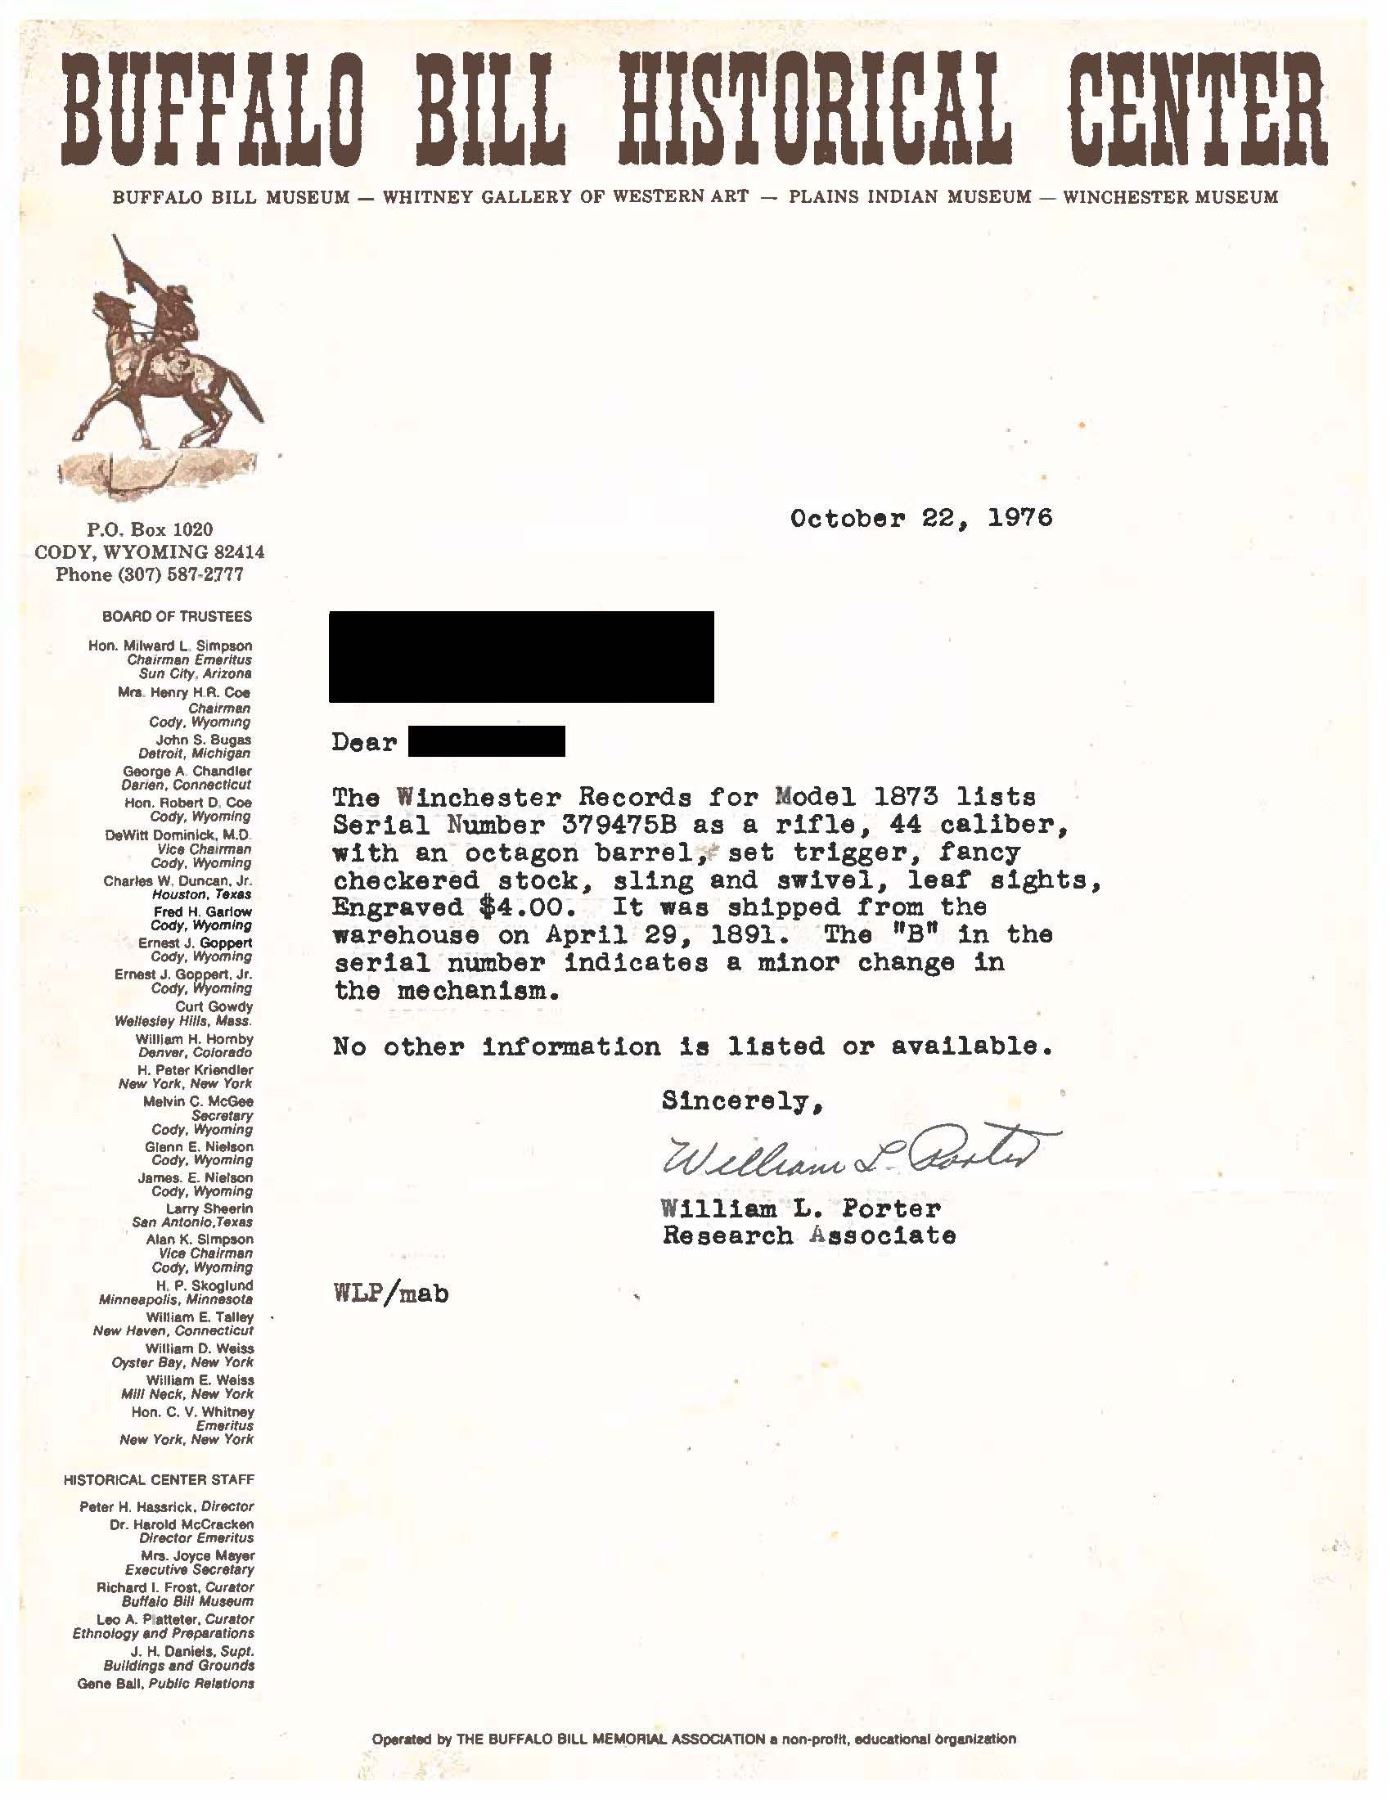 BUFFALO BILL HISTORICAL CENTER
BUFFALO BILL MUSEUM — WHITNEY GALLERY OF WESTERN ART — PLAINS INDIAN MUSEUM — WINCHESTER MUSEUM
P.O. Box 1020
CODY, WYOMING 82414
Phone (307) 587-2777
BOARD OF TRUSTEES
Hon. Milward L. Simpson
Chairman Emeritus
Sun City, Arizona
Mrs. Henry H.R. Coe
Chairman
Cody, Wyoming
John S. Bugas
Detroit, Michigan
George A. Chandler
Darien, Connecticut
Hon. Robert D. Coe
Cody, Wyoming
DeWitt Dominick, M.D.
Vice Chairman
Cody, Wyoming
Charles W. Duncan, Jr.
Houston, Texas
Fred H. Garlow
Cody, Wyoming
Ernest J. Goppert
Cody, Wyoming
Ernest J. Goppert, Jr.
Cody, Wyoming
Curt Gowdy
Wellesley Hills, Mass.
William H. Hornby
Denver, Colorado
H. Peter Kriendler
New York, New York
Melvin C. McGee
Secretary
Cody, Wyoming
Glenn E. Nielson
Cody, Wyoming
James. E. Nielson
Cody, Wyoming
Larry Sheerin
San Antonio,Texas
Alan K. Simpson
Vice Chairman
Cody, Wyoming
H. P. Skoglund
Minneapolis, Minnesota
William E. Talley
New Haven, Connecticut
William D. Weiss
Oyster Bay, New York
William E. Weiss
Mill Neck, New York
Hon. C. V. Whitney
Emeritus
New York, New York
HISTORICAL CENTER STAFF
Peter H. Hassrick, Director
Dr. Harold McCracken
Director Emeritus
Mrs. Joyce Mayer
Executive Secretary
Richard I. Frost, Curator
Buffalo Bill Museum
Leo A. Platteter, Curator
Ethnology and Preparations
J. H. Daniels, Supt.
Buildings and Grounds
Gene Ball, Public Relations
October 22, 1976
Dear
The Winchester Records for Model 1873 lists
Serial Number 379475B as a rifle, 44 caliber,
with an octagon barrel, set trigger, fancy
checkered stock, sling and swivel, leaf sights,
Engraved $4.00. It was shipped from the
warehouse on April 29, 1891. The "B" in the
serial number indicates a minor change in
the mechanism.
No other information is listed or available.
Sincerely,
William L. Porter
William L. Porter
Research Associate
WLP/mab
Operated by THE BUFFALO BILL MEMORIAL ASSOCIATION a non-profit, educational organization